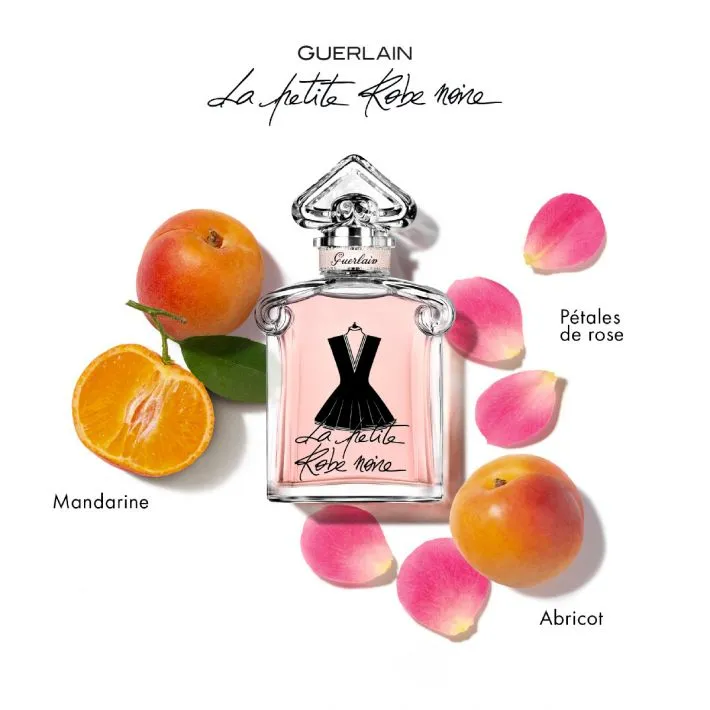 GUERLAIN
La petite Robe noire
Guerlain
La petite
Robe noire
Pétales
de rose
Mandarine
Abricot